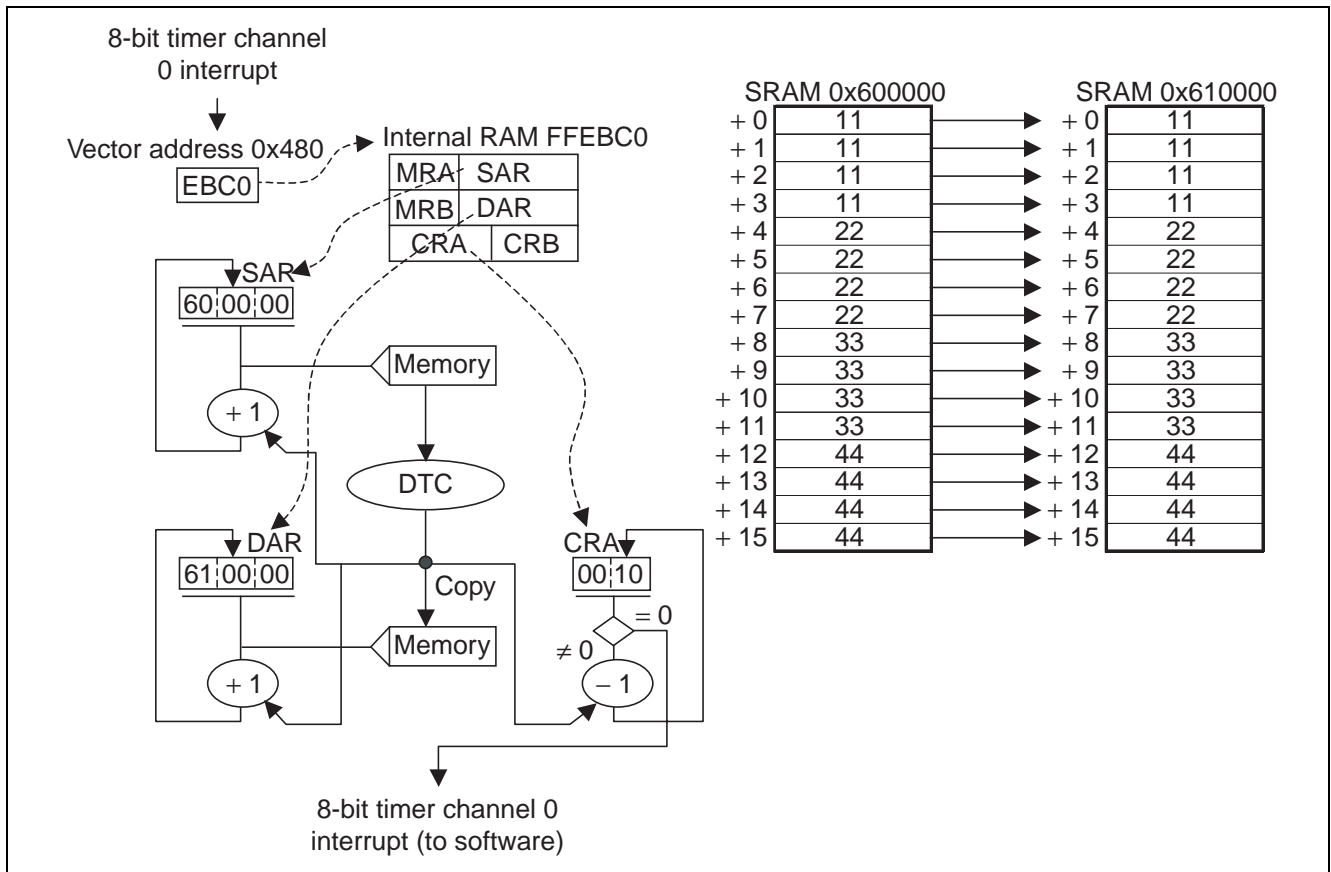 8-bit timer channel
0 interrupt
Vector address 0x480
EBC0
Internal RAM FFEBC0
MRA SAR
MRB DAR
CRA CRB
SAR
60 00 00
Memory
+ 1
DTC
DAR
61 00 00
Copy
Memory
+ 1
CRA
00 10
= 0
≠ 0
− 1
8-bit timer channel 0
interrupt (to software)
SRAM 0x600000 SRAM 0x610000
+ 0 11 + 0 11
+ 1 11 + 1 11
+ 2 11 + 2 11
+ 3 11 + 3 11
+ 4 22 + 4 22
+ 5 22 + 5 22
+ 6 22 + 6 22
+ 7 22 + 7 22
+ 8 33 + 8 33
+ 9 33 + 9 33
+ 10 33 + 10 33
+ 11 33 + 11 33
+ 12 44 + 12 44
+ 13 44 + 13 44
+ 14 44 + 14 44
+ 15 44 + 15 44